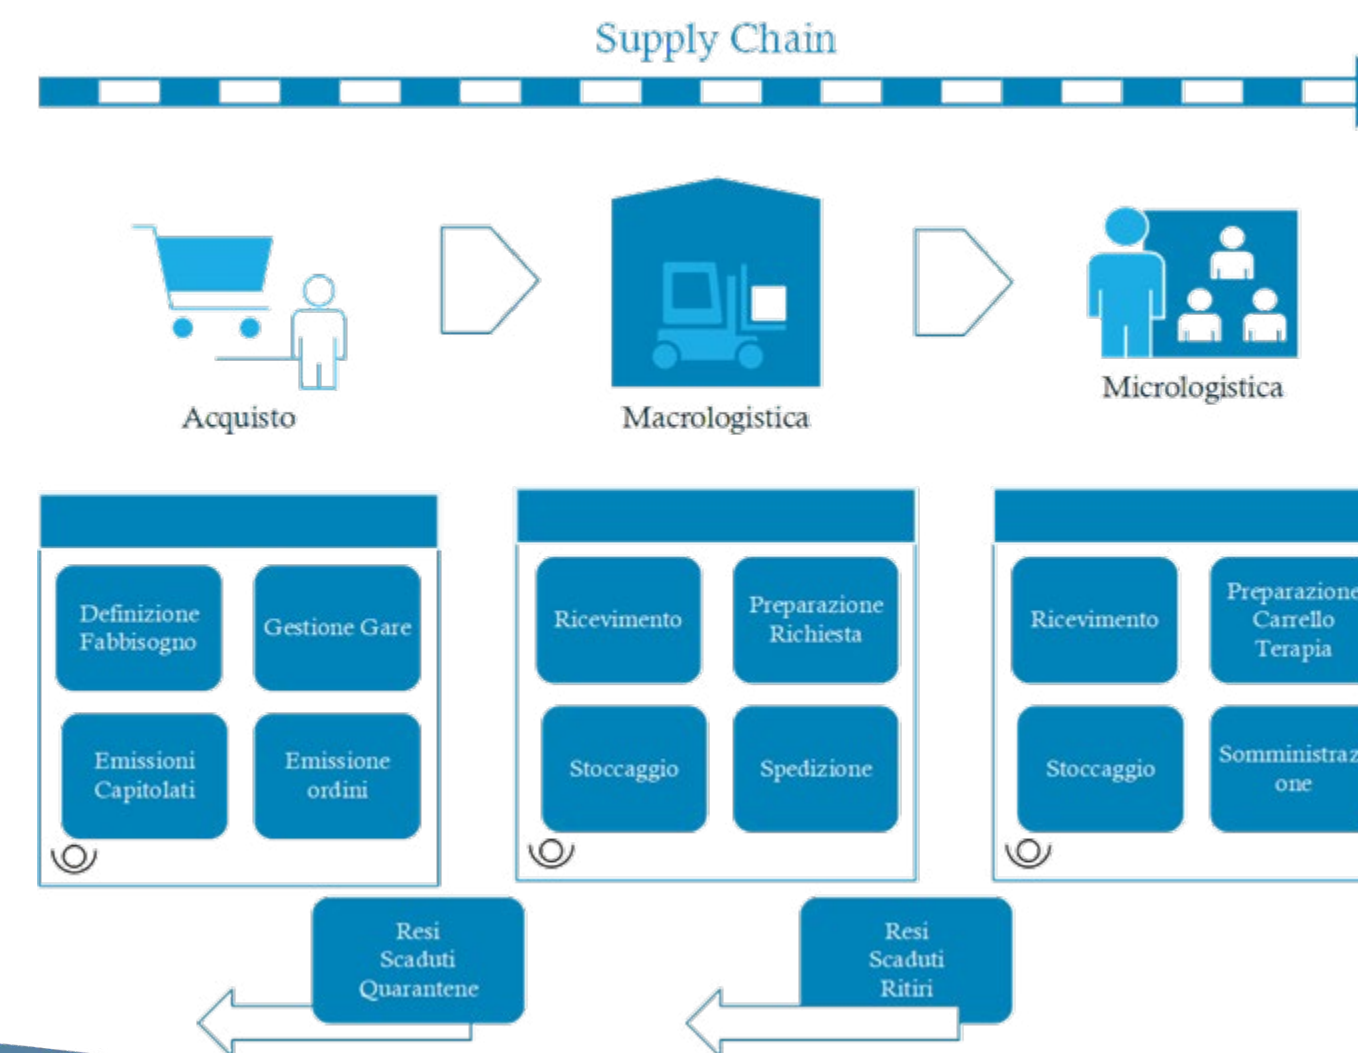 Supply Chain
Acquisto
Macrologistica
Micrologistica
Definizione
Fabbisogno
Gestione Gare
Emissioni
Capitolati
Emissione
ordini
Ricevimento
Preparazione
Richiesta
Stoccaggio
Spedizione
Ricevimento
Preparazione
Carrello
Terapia
Stoccaggio
Somministraz
one
Resi
Scaduti
Quarantene
Resi
Scaduti
Ritiri